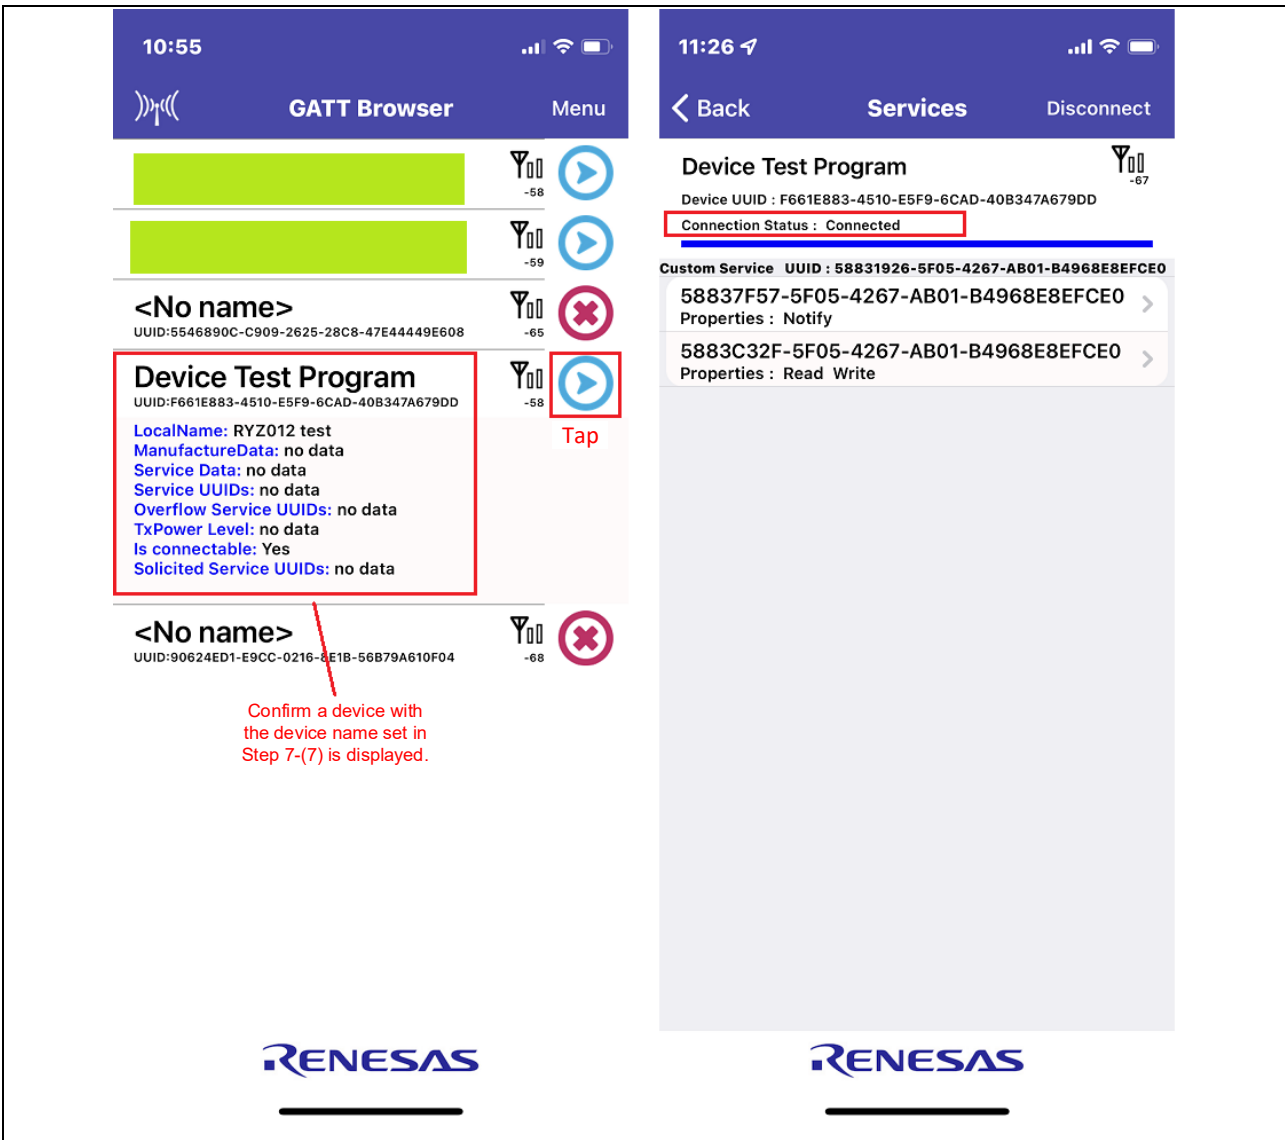 10:55
GATT Browser
Menu
-58
-59
<No name>
UUID:5546890C-C909-2625-28C8-47E44449E608
-65
Device Test Program
UUID:F661E883-4510-E5F9-6CAD-40B347A679DD
-58
Tap
LocalName: RYZ012 test
ManufactureData: no data
Service Data: no data
Service UUIDs: no data
Overflow Service UUIDs: no data
TxPower Level: no data
Is connectable: Yes
Solicited Service UUIDs: no data
<No name>
UUID:90624ED1-E9CC-0216-8E1B-56B79A610F04
-68
Confirm a device with
the device name set in
Step 7-(7) is displayed.
RENESAS
11:26
Back
Services
Disconnect
Device Test Program
-67
Device UUID : F661E883-4510-E5F9-6CAD-40B347A679DD
Connection Status : Connected
Custom Service UUID : 58831926-5F05-4267-AB01-B4968E8EFCE0
58837F57-5F05-4267-AB01-B4968E8EFCE0
Properties : Notify
5883C32F-5F05-4267-AB01-B4968E8EFCE0
Properties : Read Write
RENESAS